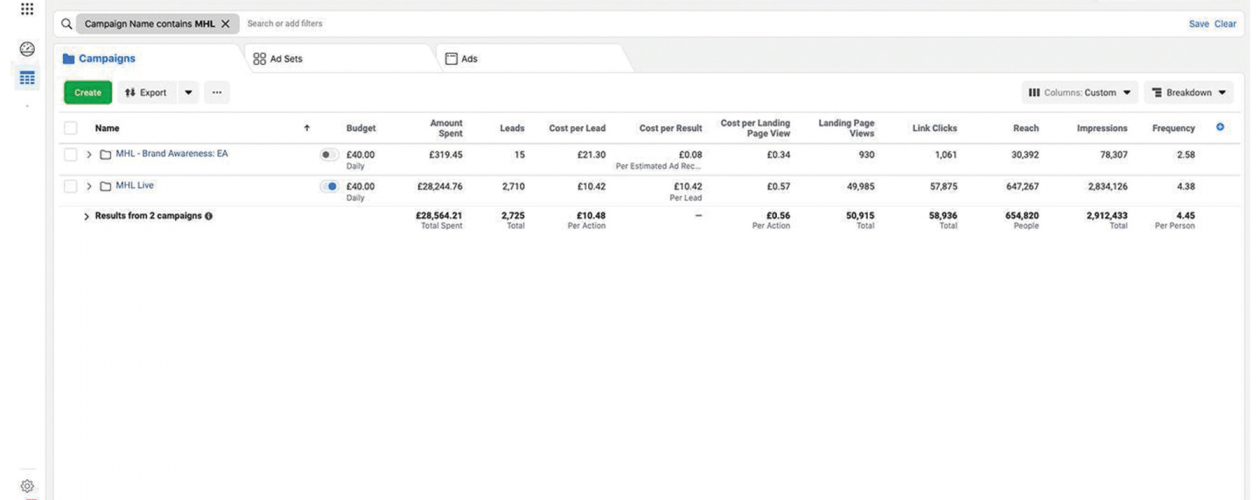 Campaign Name contains MHL
Search or add filters
Save Clear
Campaigns
Ad Sets
Ads
Create
Export
Columns: Custom
Breakdown
Name Budget Amount Spent Leads Cost per Lead Cost per Result Cost per Landing Page View Landing Page Views Link Clicks Reach Impressions Frequency
MHL - Brand Awareness: EA £40.00 £319.45 15 £21.30 £0.08 £0.34 930 1,061 30,392 78,307 2.58
Daily Per Estimated Ad Rec...
MHL Live £40.00 £28,244.76 2,710 £10.42 £10.42 £0.57 49,985 57,875 647,267 2,834,126 4.38
Daily Per Lead
Results from 2 campaigns £28,564.21 2,725 £10.48 — £0.56 50,915 58,936 654,820 2,912,433 4.45
Total Spent Total Per Action Per Action Total Total People Total Per Person